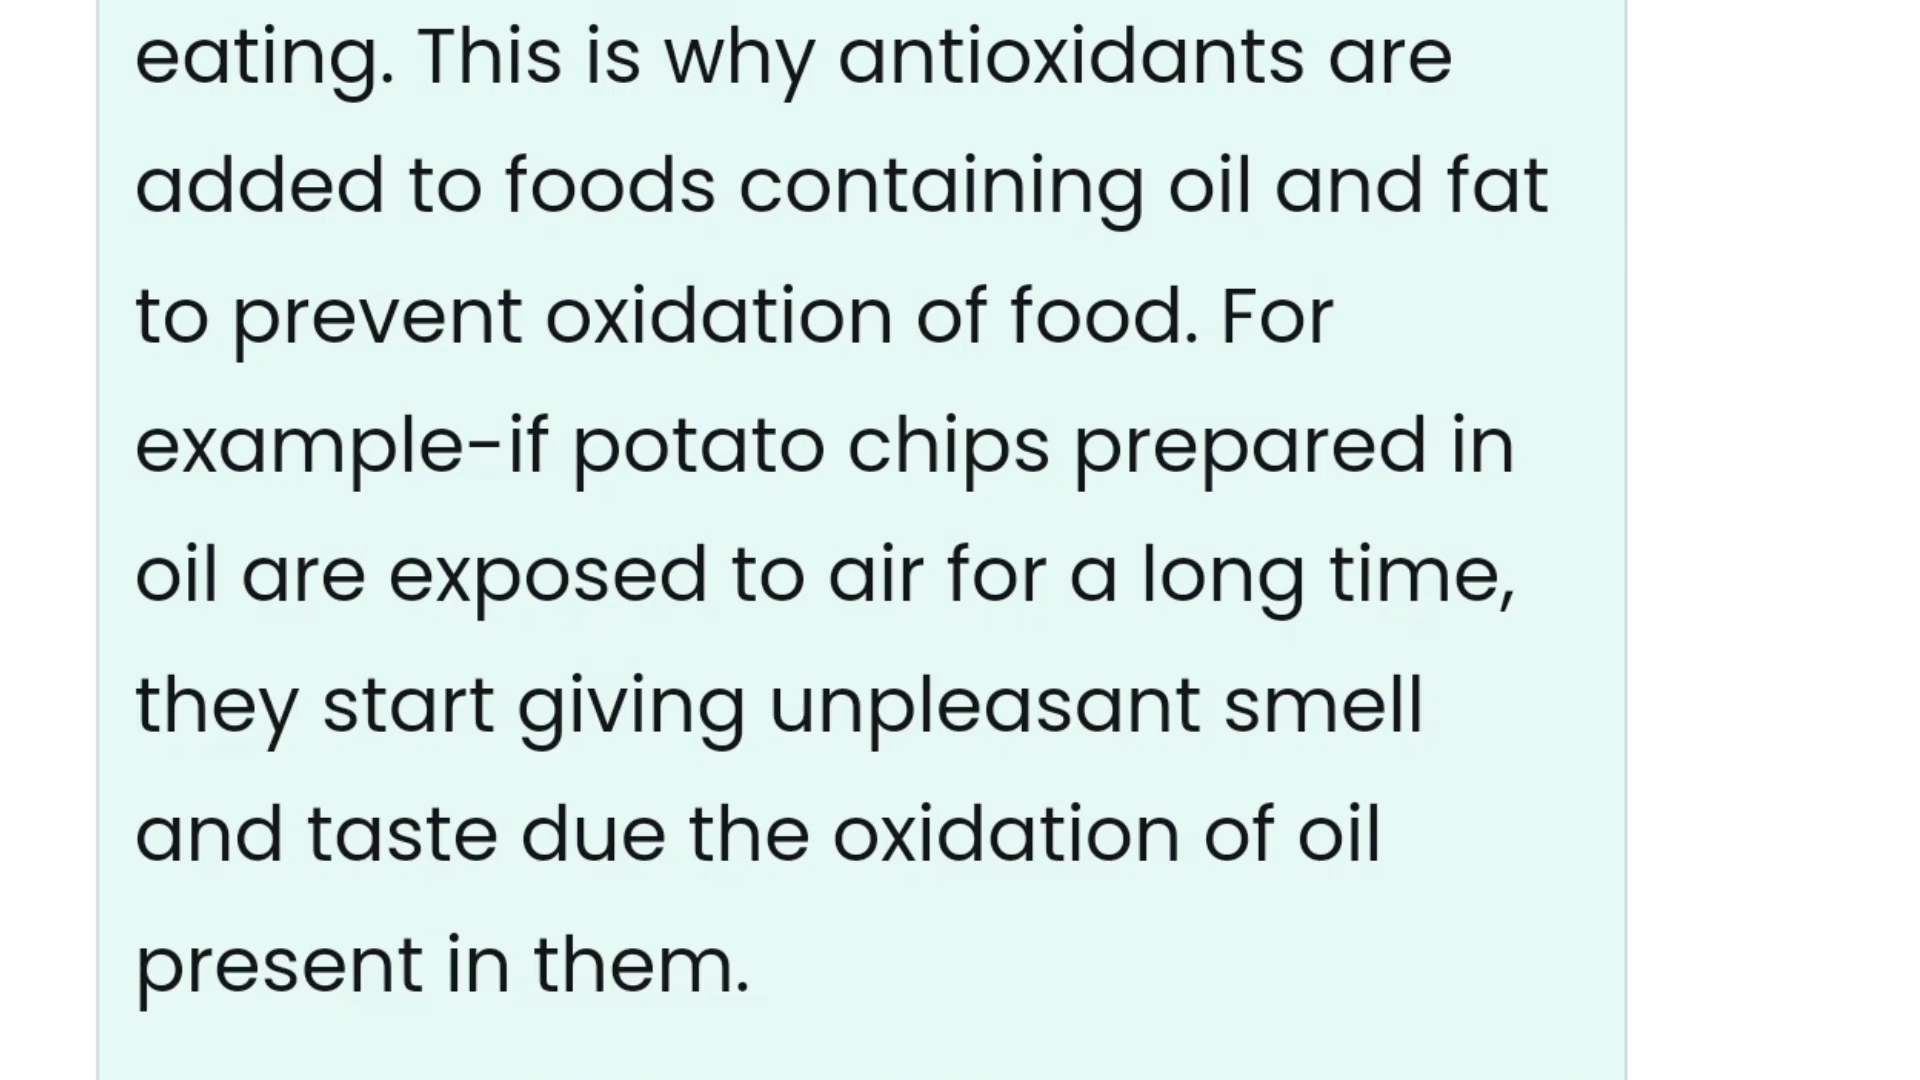 eating. This is why antioxidants are
added to foods containing oil and fat
to prevent oxidation of food. For
example-if potato chips prepared in
oil are exposed to air for a long time,
they start giving unpleasant smell
and taste due the oxidation of oil
present in them.